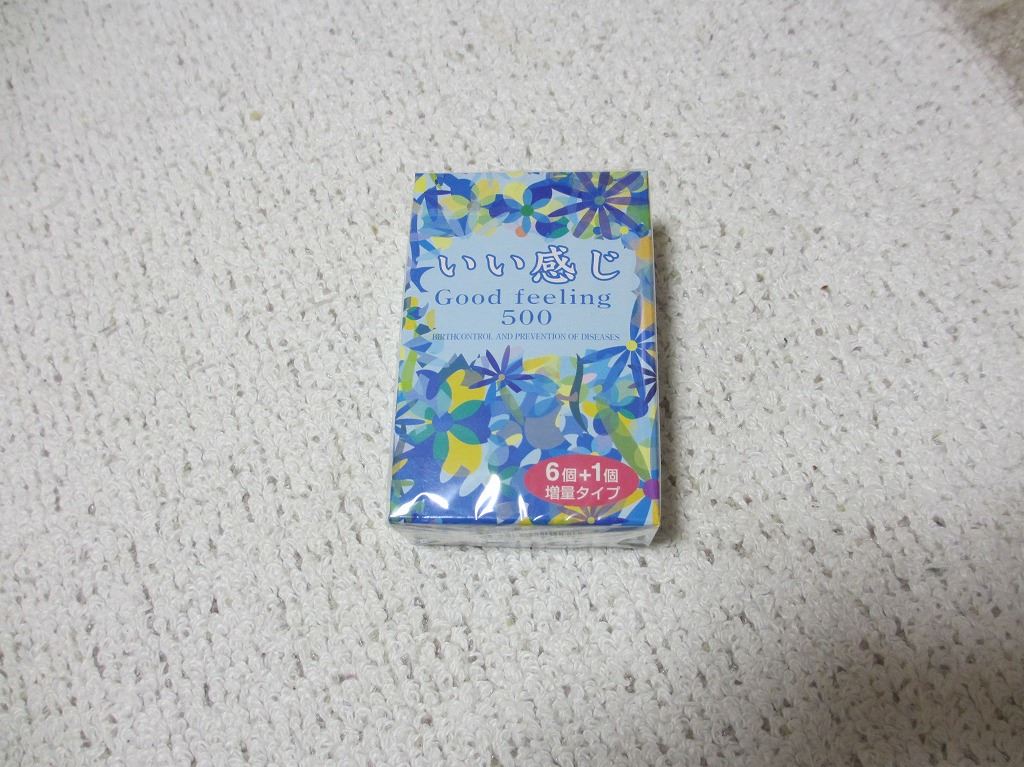 いい感じ
Good feeling
500
BIRTHCONTROL AND PREVENTION OF DISEASES
6個+1個
増量タイプ